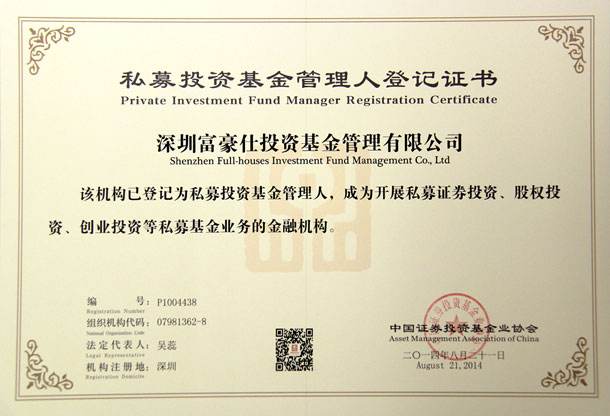 私募投资基金管理人登记证书
Private Investment Fund Manager Registration Certificate
深圳富豪仕投资基金管理有限公司
Shenzhen Full-houses Investment Fund Management Co., Ltd
该机构已登记为私募投资基金管理人，成为开展私募证券投资、股权投
资、创业投资等私募基金业务的金融机构。
编号：P1004438
Registration Number
组织机构代码：07981362-8
National Organization Code
法定代表人：吴蕊
Legal Representative
机构注册地：深圳
Registration Domicile
中国证券投资基金业协会
Asset Management Association of China
二〇一四年八月二十一日
August 21, 2014